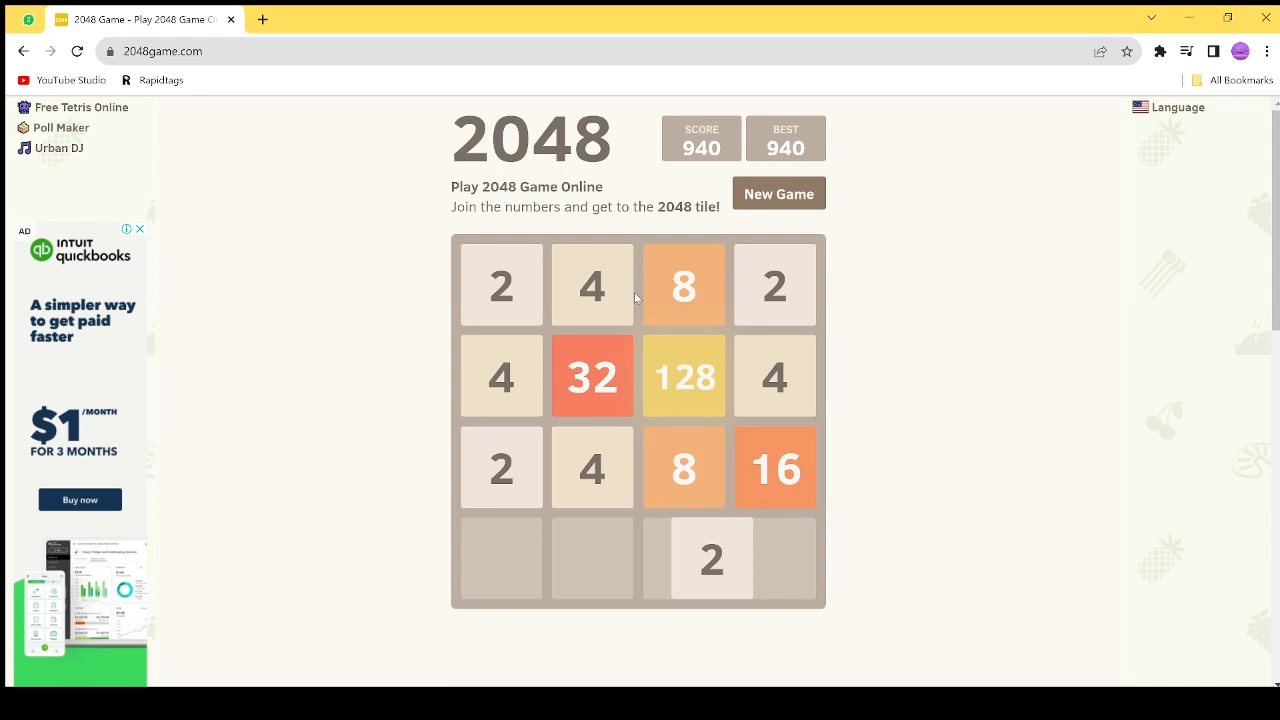 2
2048 2048 Game - Play 2048 Game O
2048game.com
YouTube Studio R Rapidtags All Bookmarks
Free Tetris Online
Poll Maker
Urban DJ
Language
2048
SCORE
940
BEST
940
Play 2048 Game Online
Join the numbers and get to the 2048 tile!
New Game
AD
qb INTUIT
quickbooks
A simpler way
to get paid
faster
$1/MONTH
FOR 3 MONTHS
Buy now
2 4 8 2
4 32 128 4
2 4 8 16
2